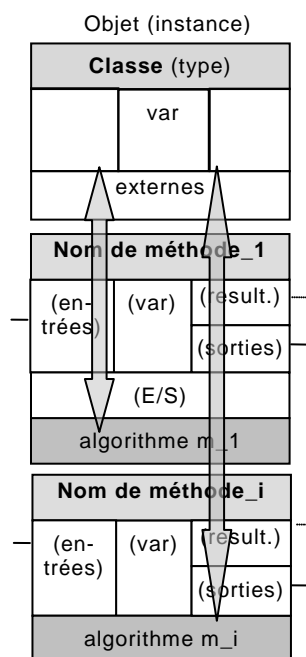 Objet (instance)
Classe (type)
var
externes
Nom de méthode_1
(en-
trées)
(var)
(result.)
(sorties)
(E/S)
algorithme m_1
Nom de méthode_i
(en-
trées)
(var)
(result.)
(sorties)
algorithme m_i